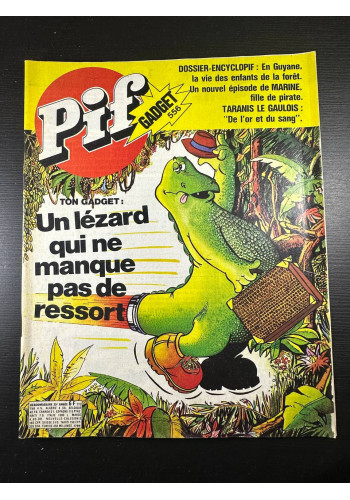 DOSSIER-ENCYCLOPIF : En Guyane,
la vie des enfants de la forêt.
Un nouvel épisode de MARINE,
fille de pirate.
TARANIS LE GAULOIS :
"De l'or et du sang".
Pif
GADGET
556
TON GADGET :
Un lézard
qui ne
manque
pas de
ressort